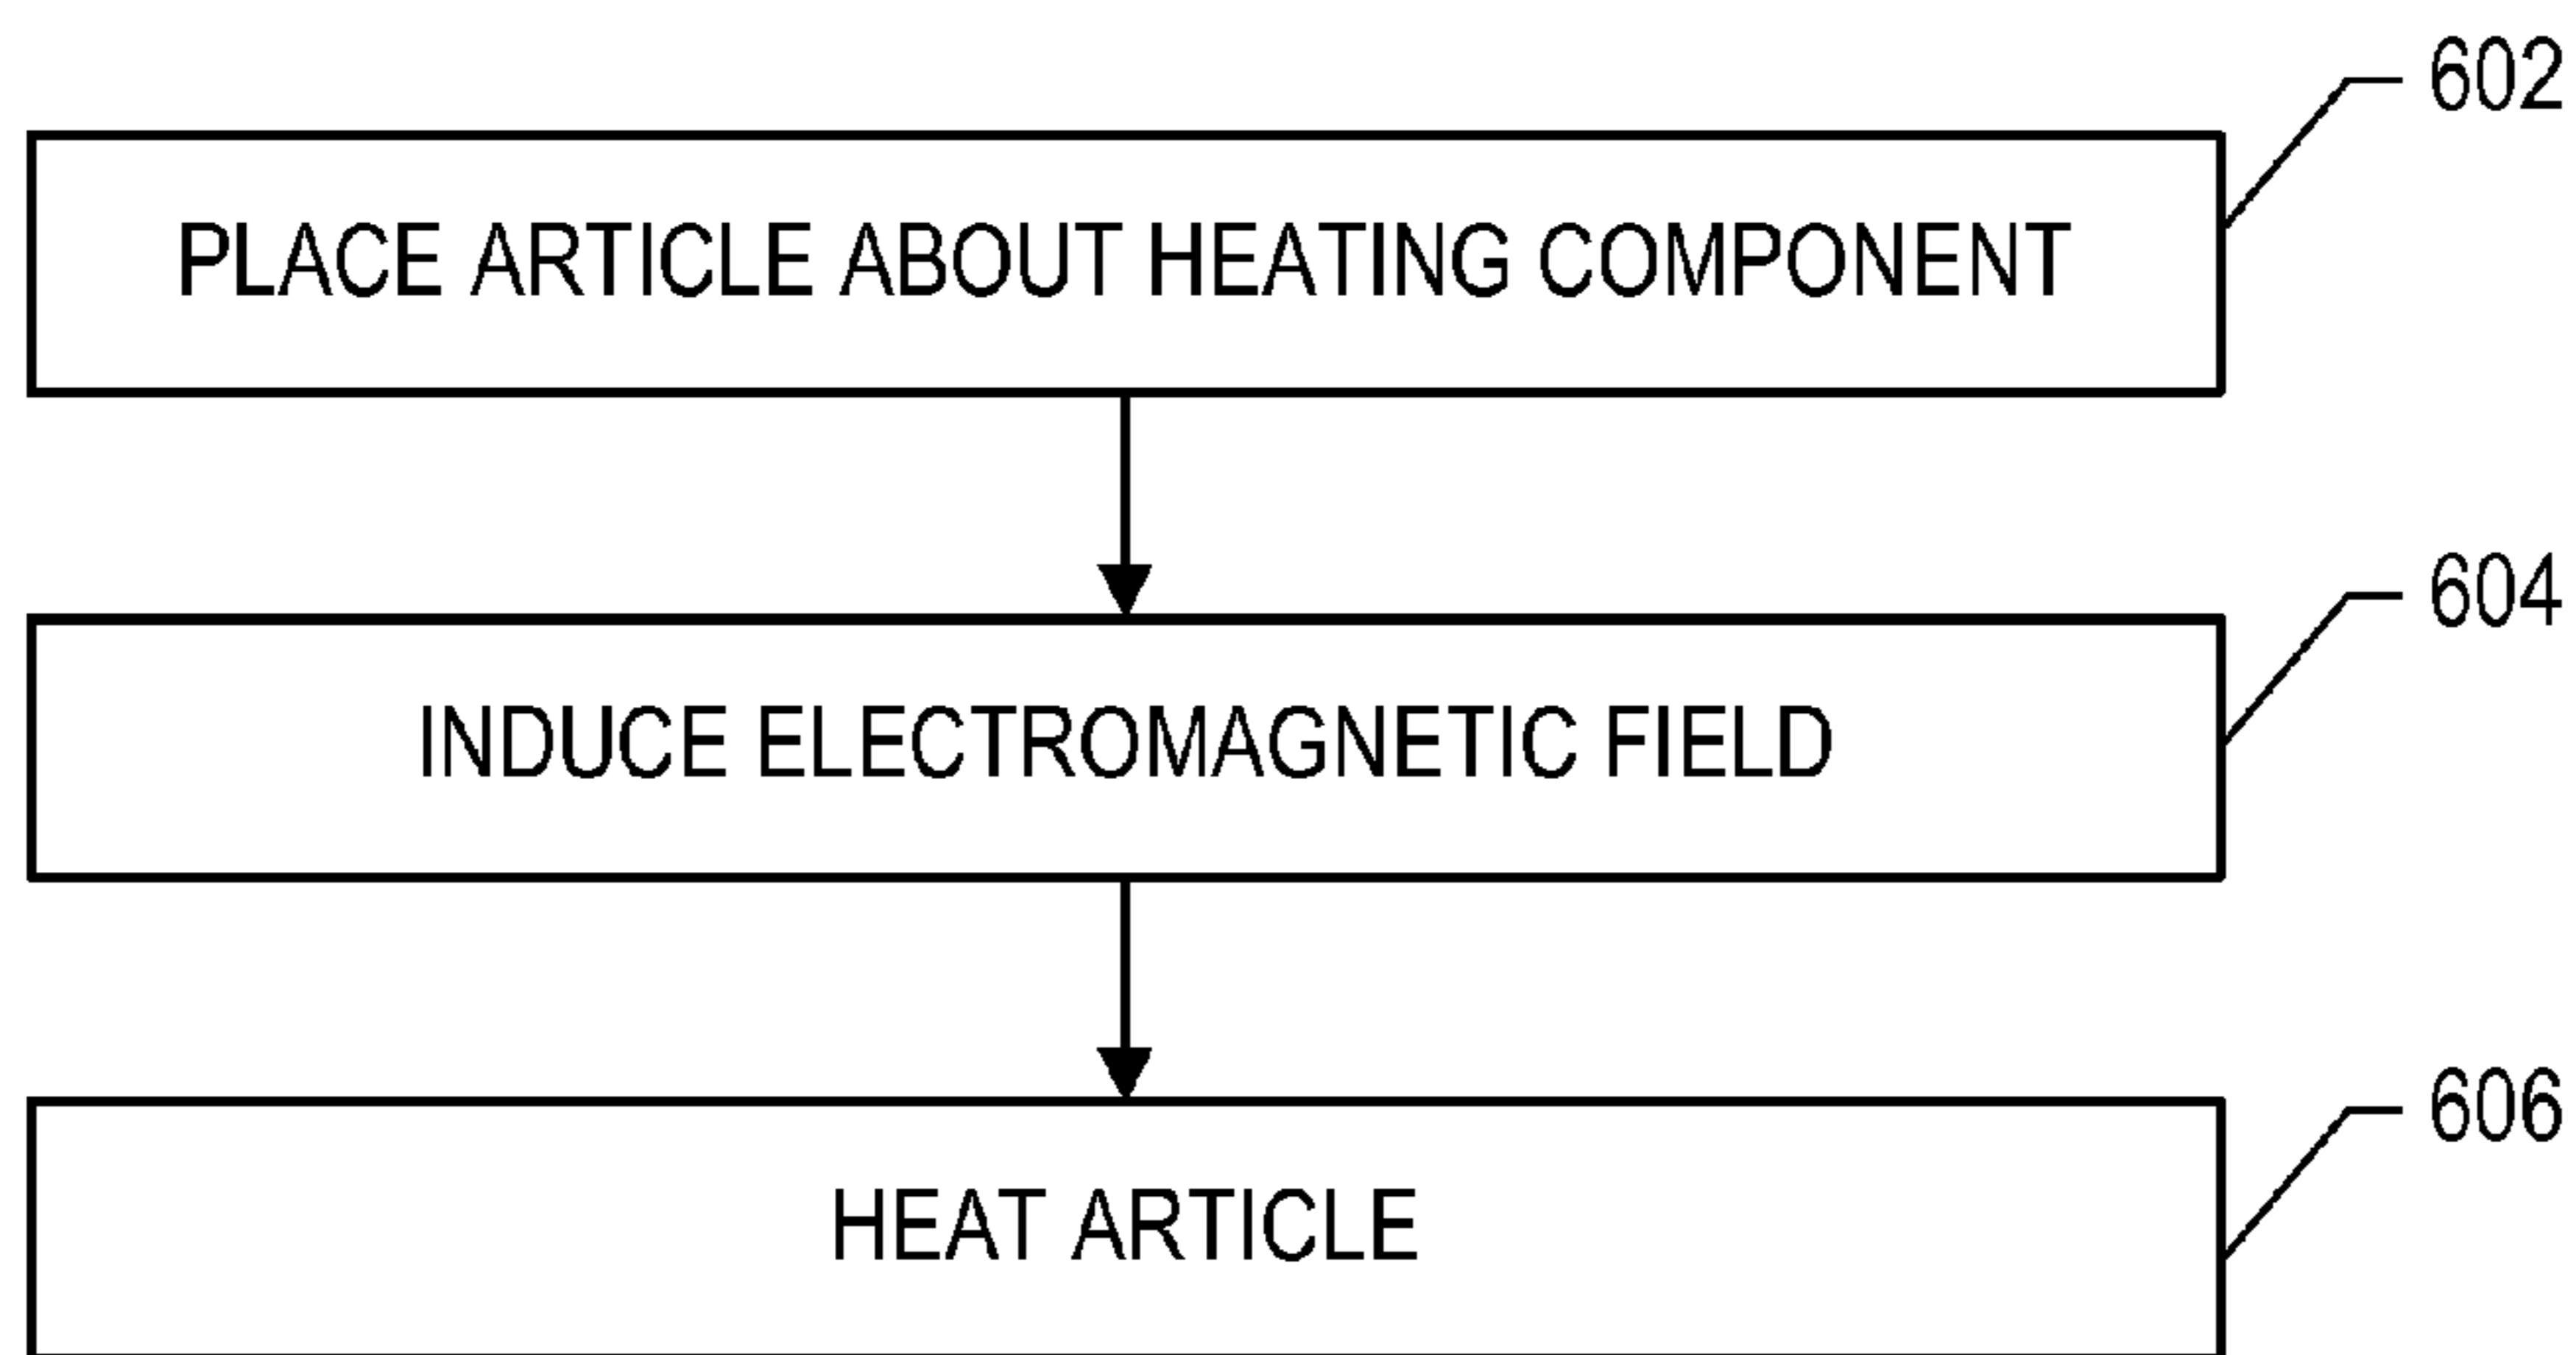 602
PLACE ARTICLE ABOUT HEATING COMPONENT
604
INDUCE ELECTROMAGNETIC FIELD
606
HEAT ARTICLE